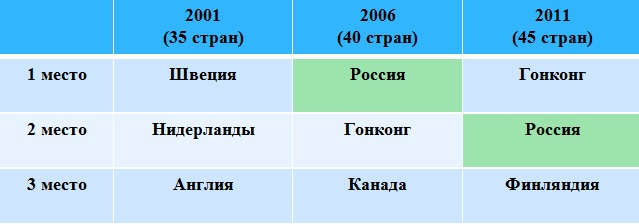 2001 2006 2011
(35 стран) (40 стран) (45 стран)
1 место Швеция Россия Гонконг
2 место Нидерланды Гонконг Россия
3 место Англия Канада Финляндия